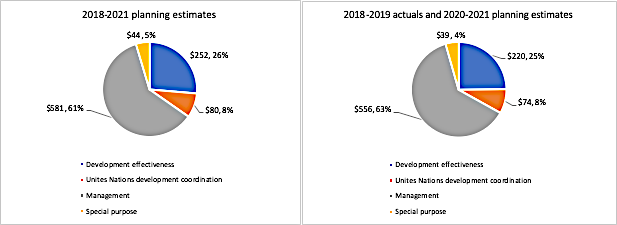 2018-2021 planning estimates
$44, 5%
$252, 26%
$80, 8%
$581, 61%
Development effectiveness
Unites Nations development coordination
Management
Special purpose
2018-2019 actuals and 2020-2021 planning estimates
$39, 4%
$220, 25%
$74, 8%
$556, 63%
Development effectiveness
Unites Nations development coordination
Management
Special purpose